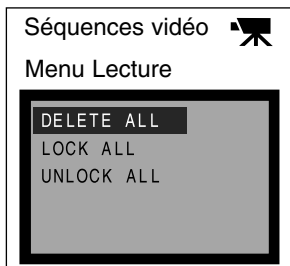 Séquences vidéo
Menu Lecture
DELETE ALL
LOCK ALL
UNLOCK ALL